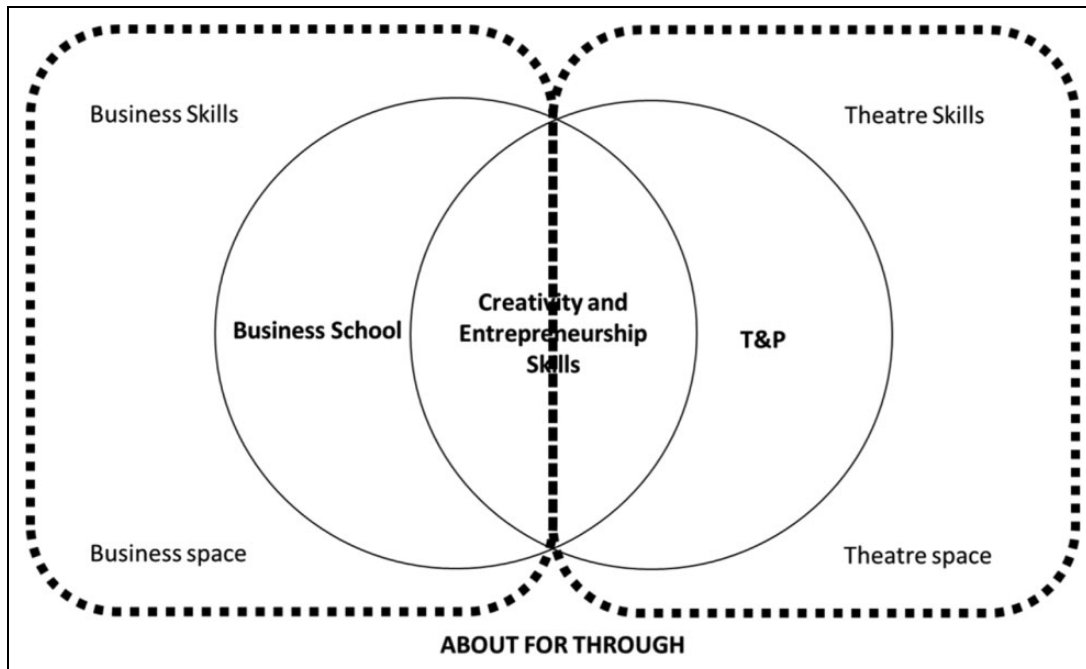 Business Skills
Theatre Skills
Business School
Creativity and
Entrepreneurship
Skills
T&P
Business space
Theatre space
ABOUT FOR THROUGH